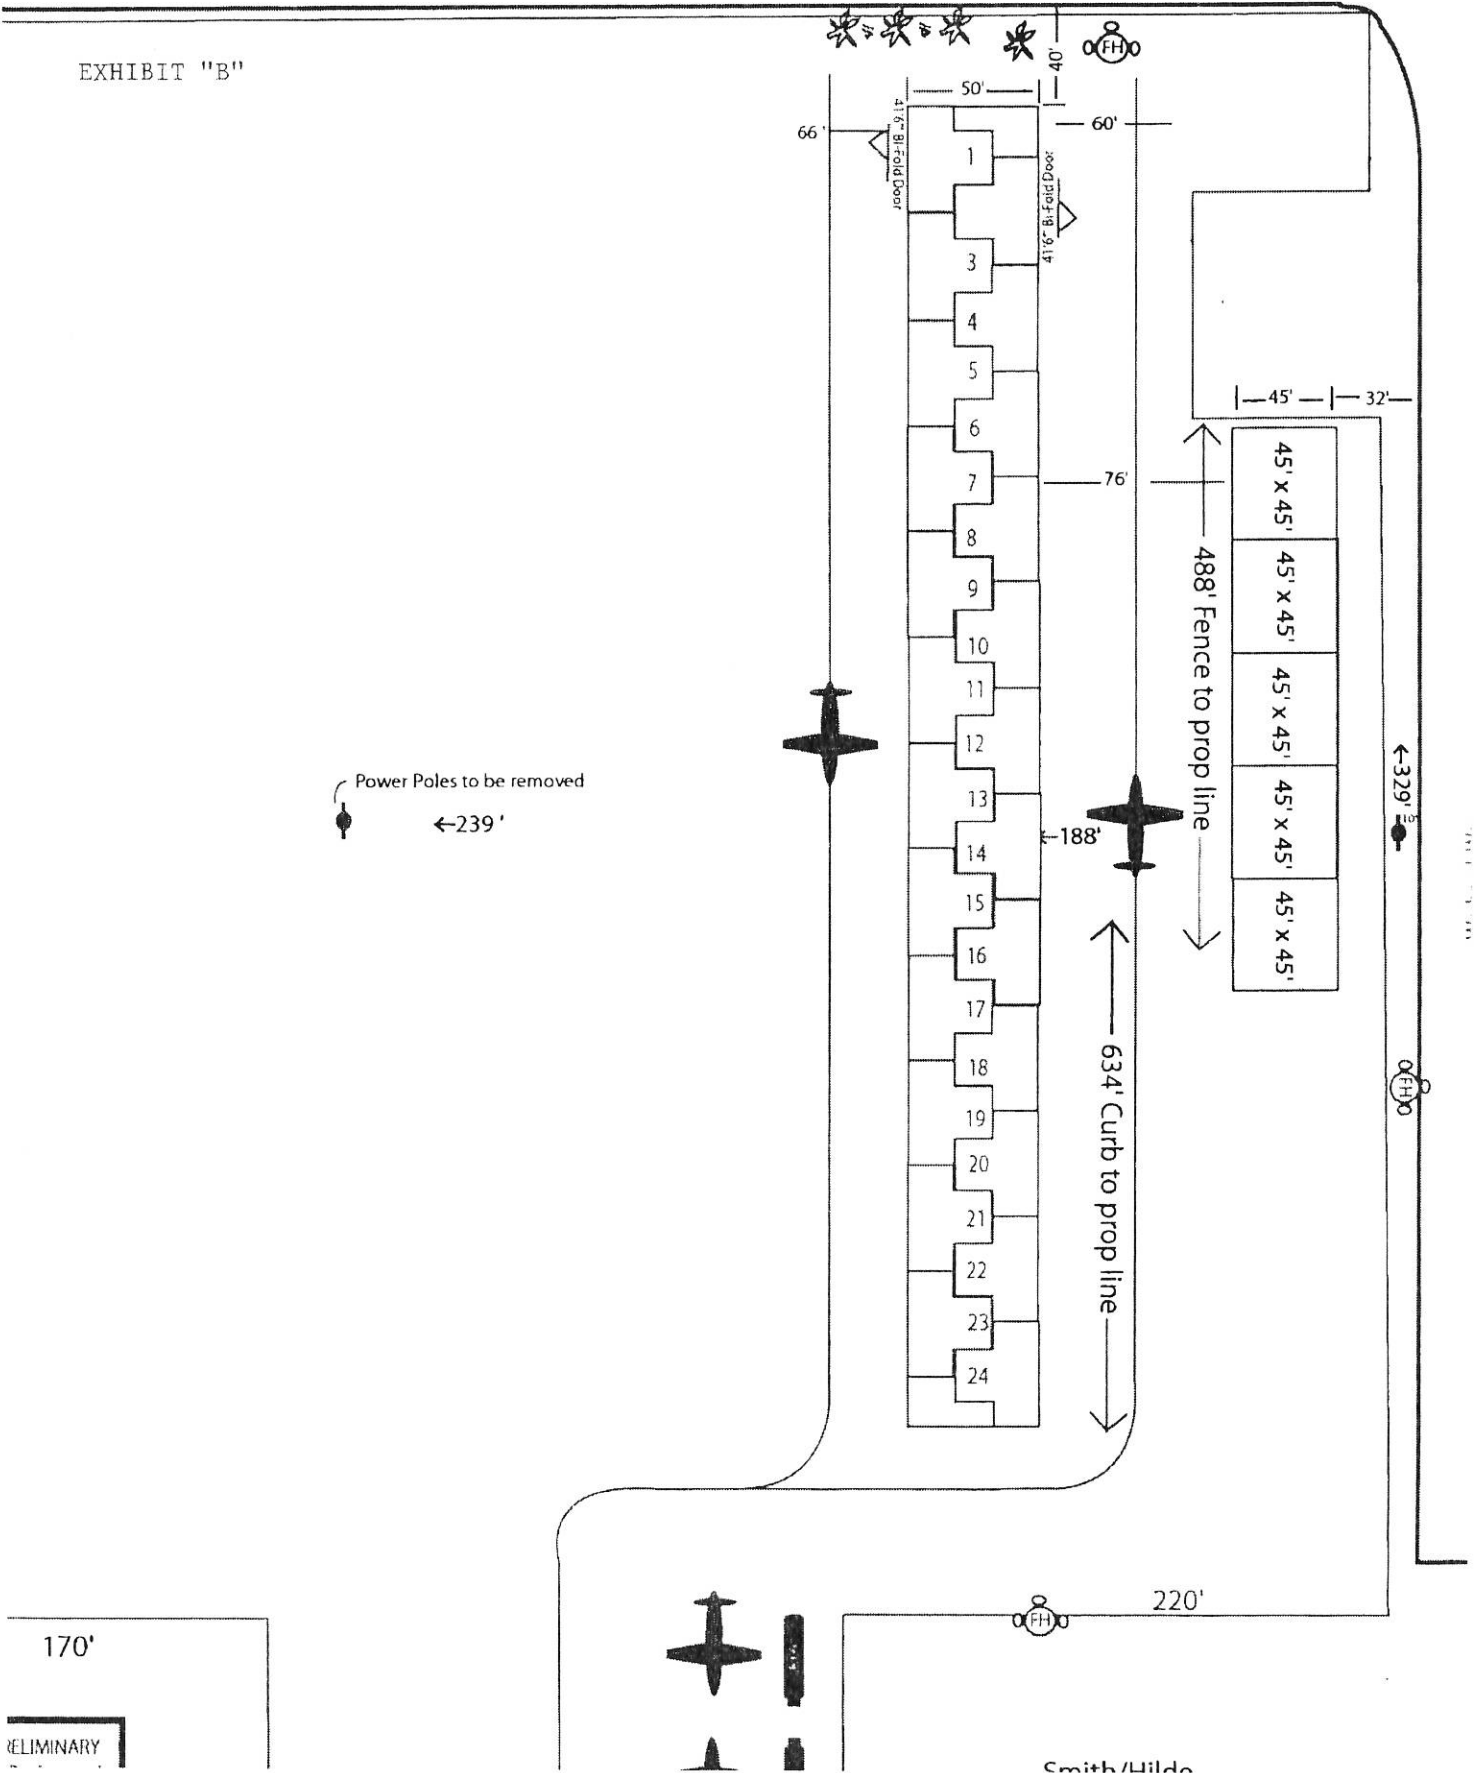 EXHIBIT "B"
FH
40'
50'
66'
60'
41'6" Bi-Fold Door
41'6" Bi-Fold Door
1
3
4
5
6
7
8
9
10
11
12
13
14
15
16
17
18
19
20
21
22
23
24
45'
32'
76'
45' x 45'
45' x 45'
45' x 45'
45' x 45'
45' x 45'
488' Fence to prop line
←329'
Power Poles to be removed
←239'
←188'
634' Curb to prop line
FH
220'
FH
170'
RELIMINARY
Smith/Hilde